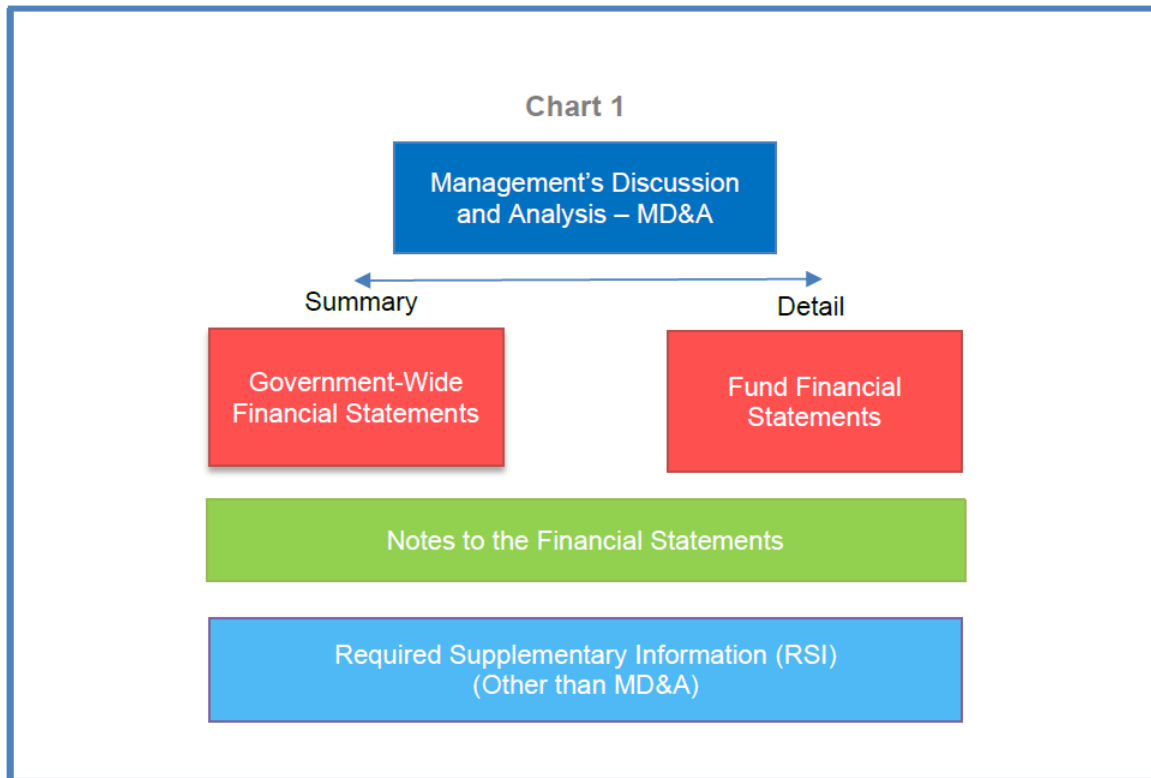 Chart 1
Management’s Discussion
and Analysis – MD&A
Summary
Detail
Government-Wide
Financial Statements
Fund Financial
Statements
Notes to the Financial Statements
Required Supplementary Information (RSI)
(Other than MD&A)